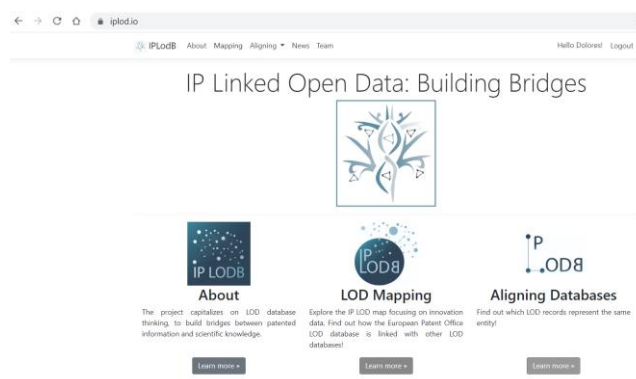 iplod.io
IPLodB About Mapping Aligning News Team Hello Dolores! Logout
IP Linked Open Data: Building Bridges
IP LODB
IP LODB
IP LODB
About
The project capitalizes on LOD database
thinking, to build bridges between patented
information and scientific knowledge.
Learn more »
LOD Mapping
Explore the IP LOD map focusing on innovation
data. Find out how the European Patent Office
LOD database is linked with other LOD
databases!
Learn more »
Aligning Databases
Find out which LOD records represent the same
entity!
Learn more »